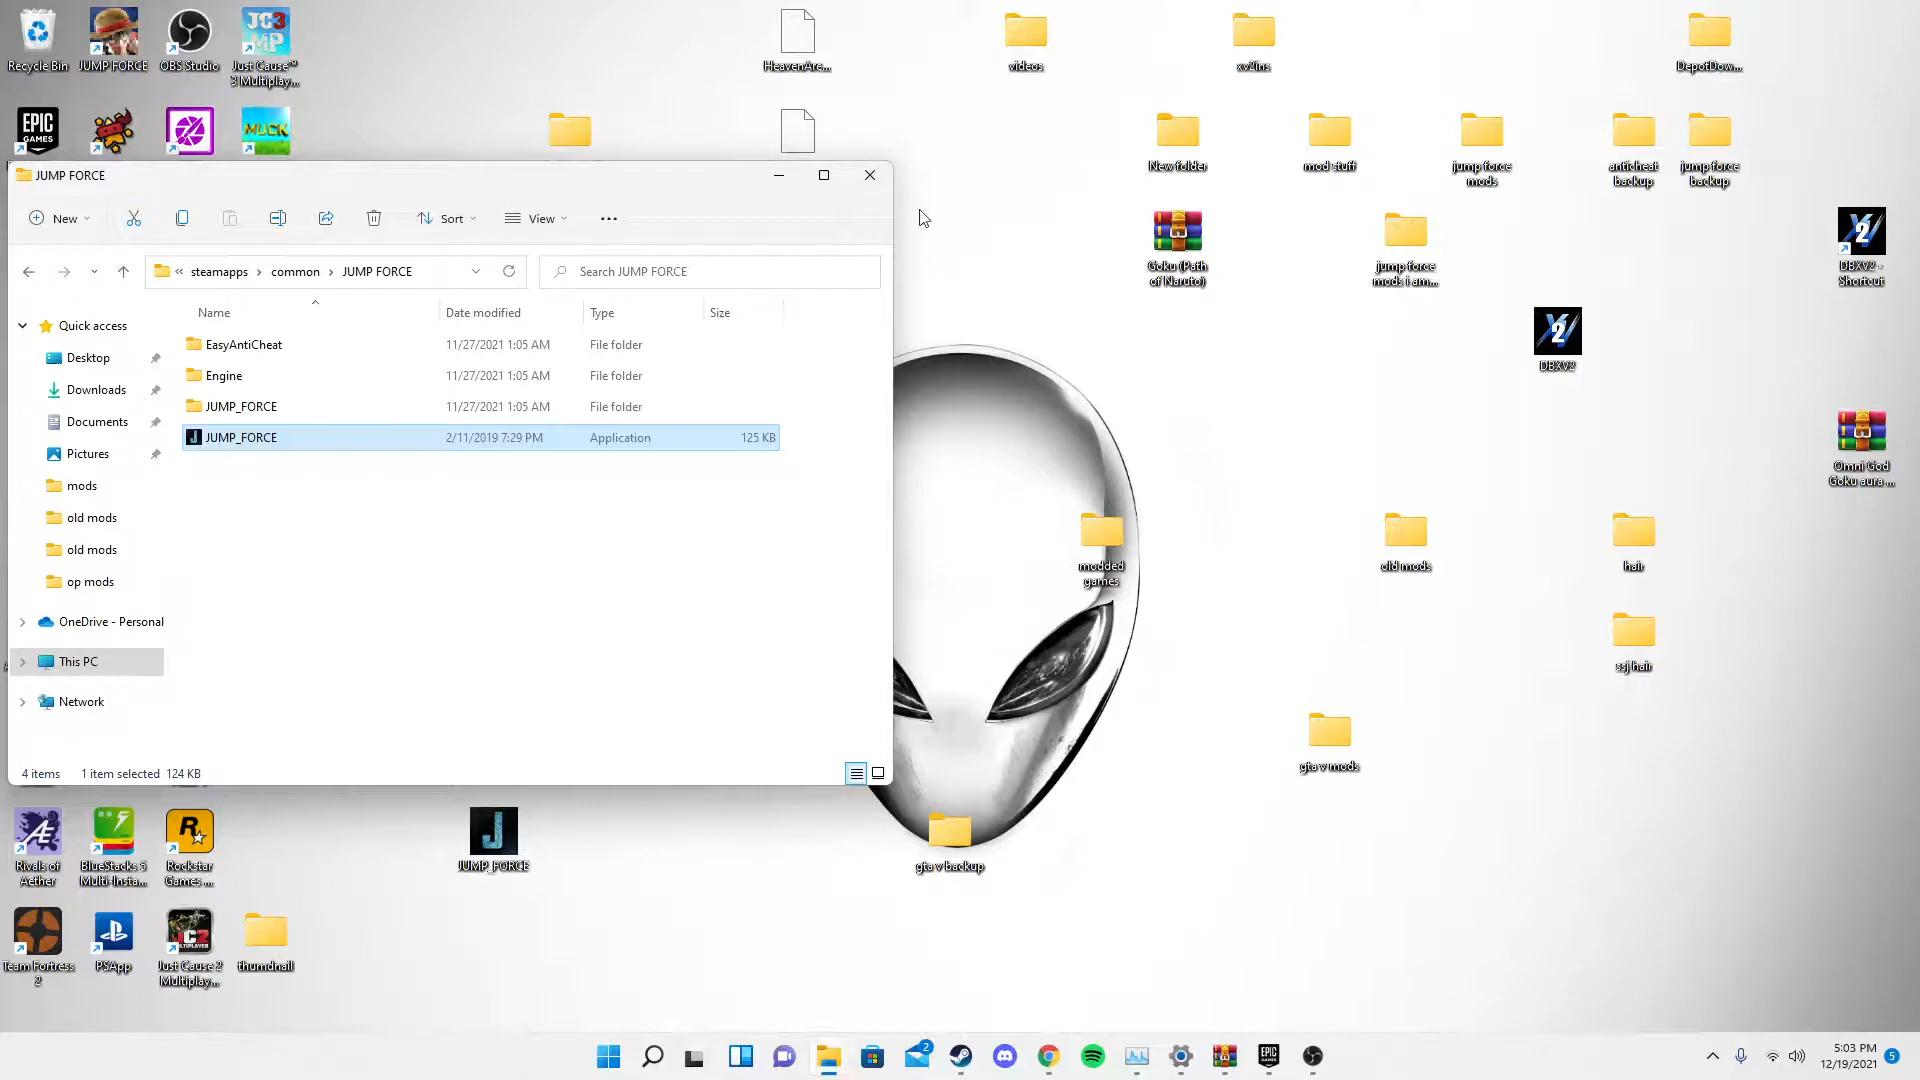 Recycle Bin
JUMP FORCE
OBS Studio
Just Cause™
3 Multiplay...
HeavenAre...
videos
xv2ins
DepotDow...
EPIC
GAMES
MUCK
New folder
mod stuff
jump force
mods
anticheat
backup
jump force
backup
JUMP FORCE
New
Sort
View
steamapps
common
JUMP FORCE
Search JUMP FORCE
Name
Date modified
Type
Size
EasyAntiCheat
11/27/2021 1:05 AM
File folder
Engine
11/27/2021 1:05 AM
File folder
JUMP_FORCE
11/27/2021 1:05 AM
File folder
JUMP_FORCE
2/11/2019 7:29 PM
Application
125 KB
Quick access
Desktop
Downloads
Documents
Pictures
mods
old mods
old mods
op mods
OneDrive - Personal
This PC
Network
4 items
1 item selected 124 KB
Goku (Path
of Naruto)
jump force
mods i am...
DBXV2 -
Shortcut
DBXV2
Omni God
Goku aura ...
modded
games
old mods
hair
ssj hair
gta v mods
gta v backup
Rivals of
Aether
BlueStacks 5
Multi-Insta...
Rockstar
Games ...
JUMP_FORCE
Team Fortress
2
PSApp
Just Cause 2
Multiplay...
thumdnail
2
EPIC
GAMES
5:03 PM
12/19/2021
5